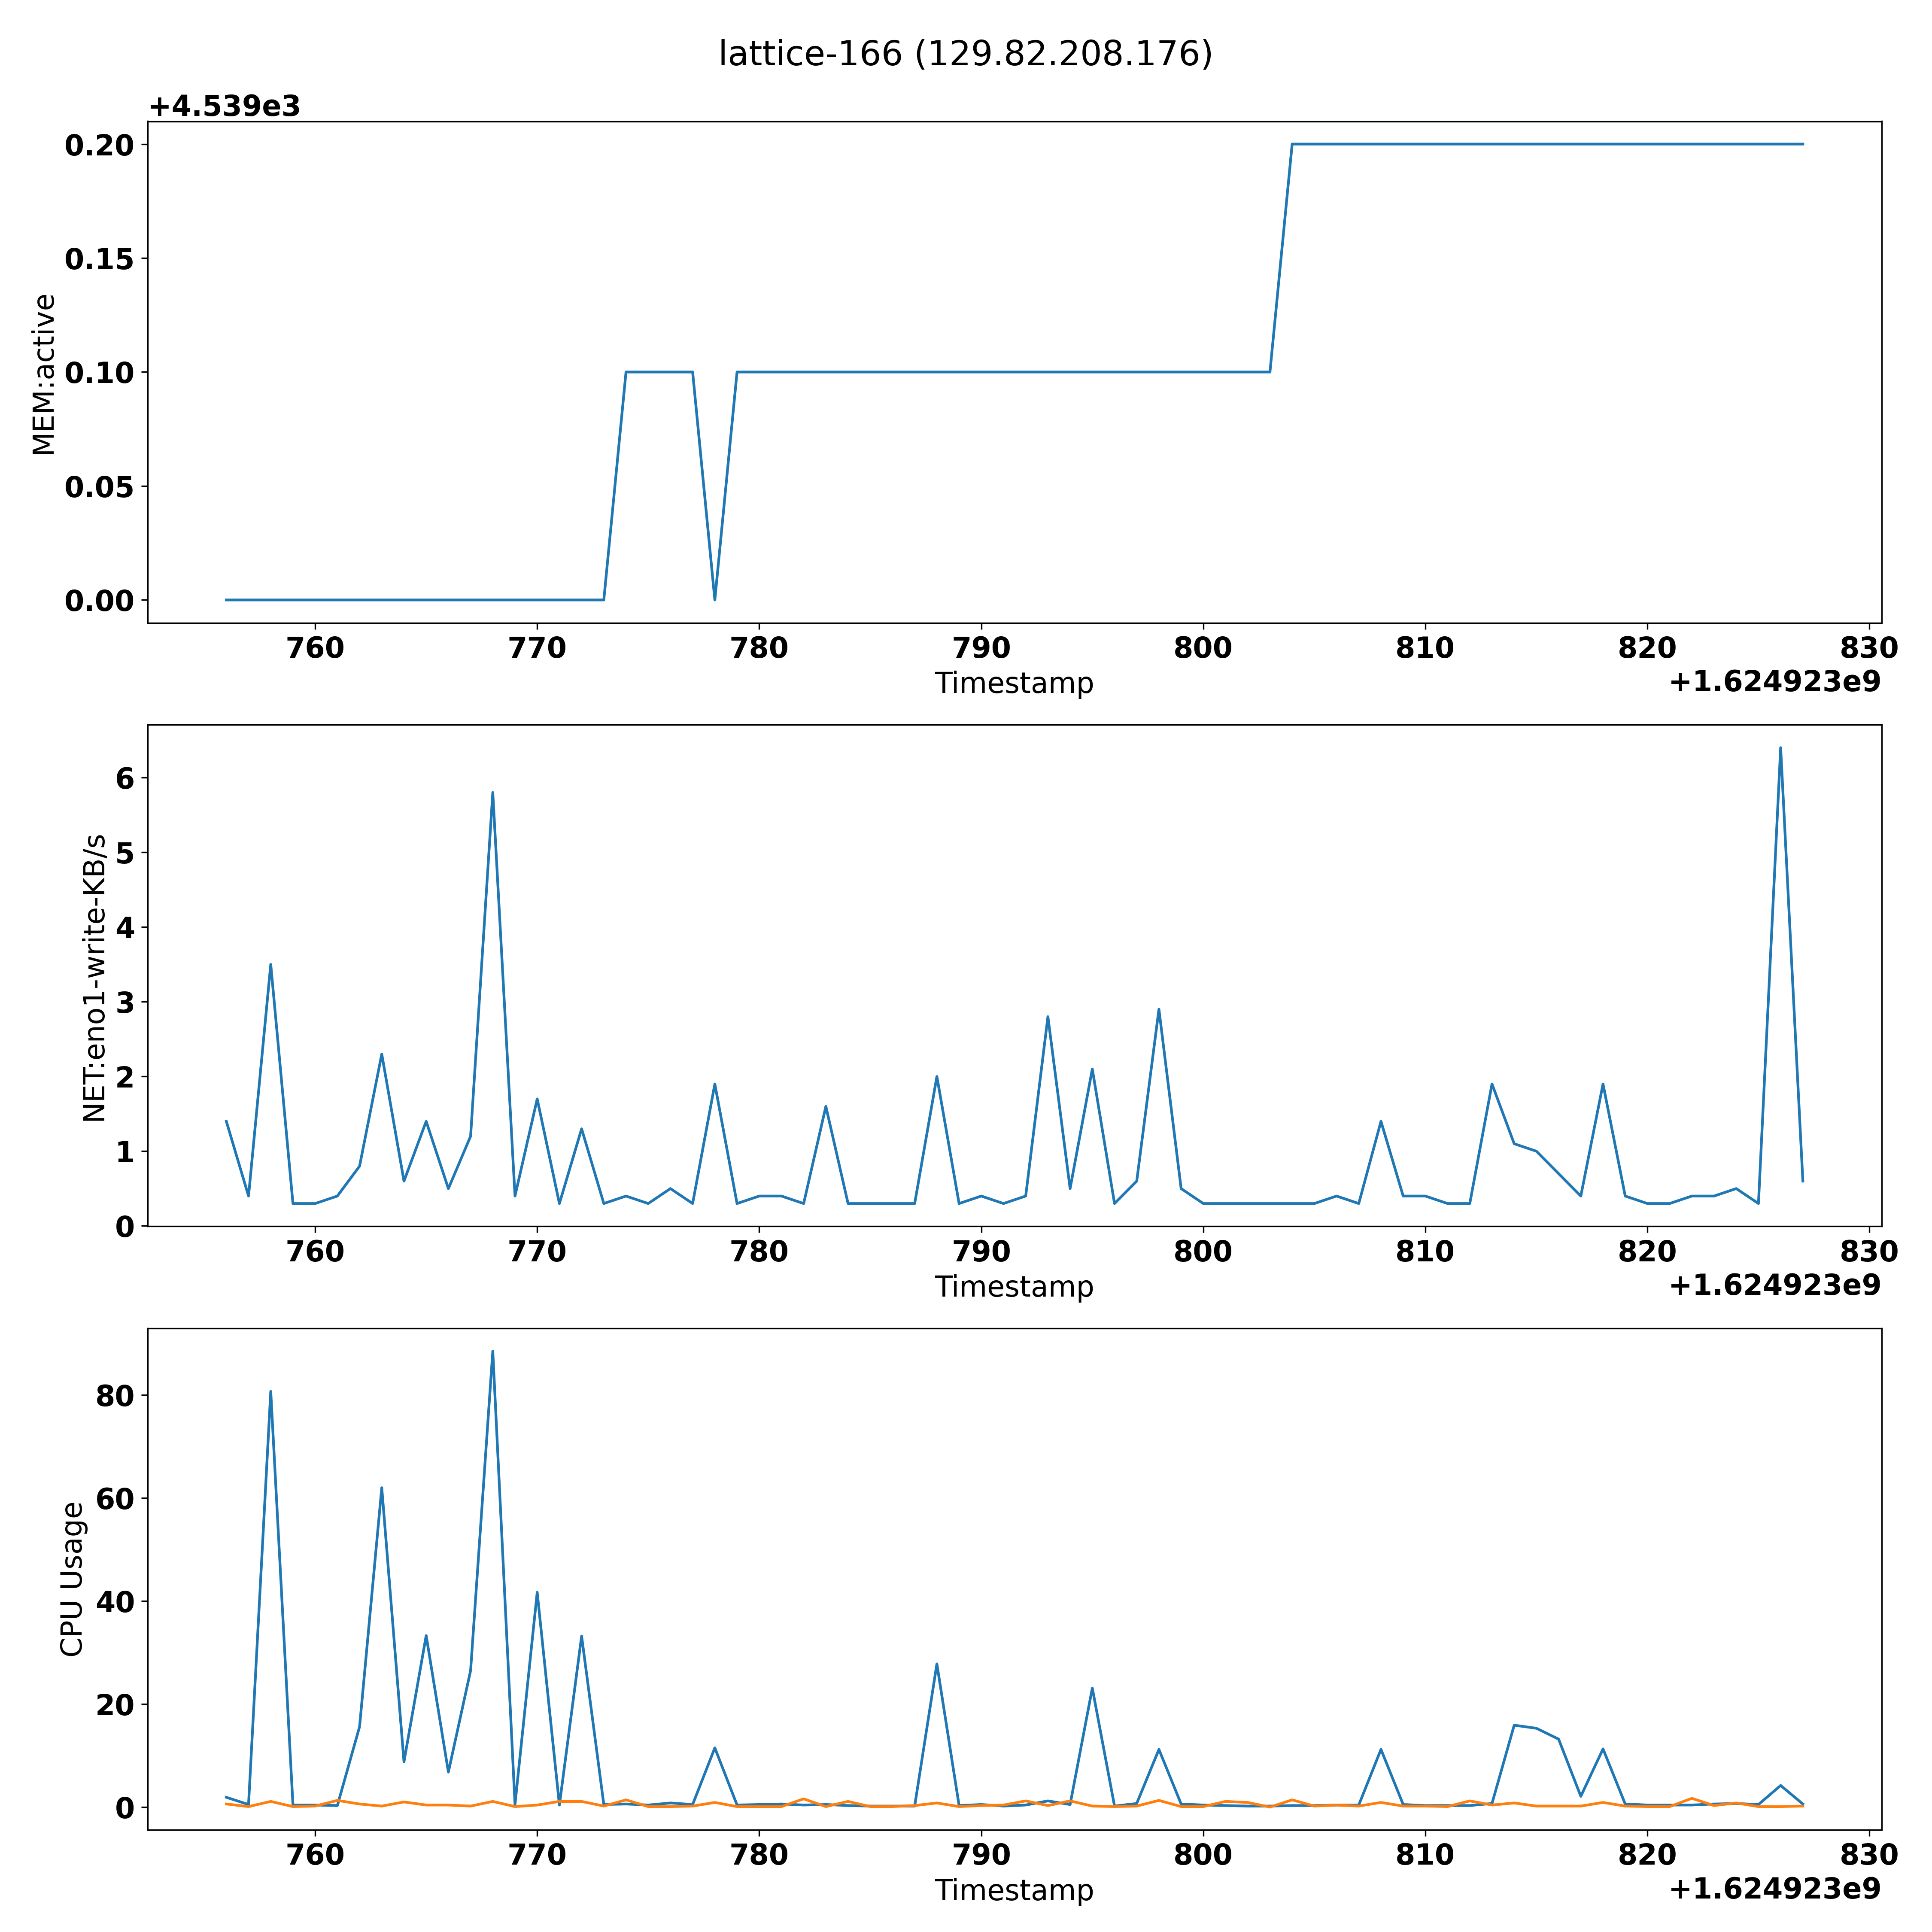 lattice-166 (129.82.208.176)
+4.539e3
0.20
0.15
0.10
0.05
0.00
MEM:active
760 770 780 790 800 810 820 830
Timestamp
+1.624923e9
6
5
4
3
2
1
0
NET:eno1-write-KB/s
760 770 780 790 800 810 820 830
Timestamp
+1.624923e9
80
60
40
20
0
CPU Usage
760 770 780 790 800 810 820 830
Timestamp
+1.624923e9